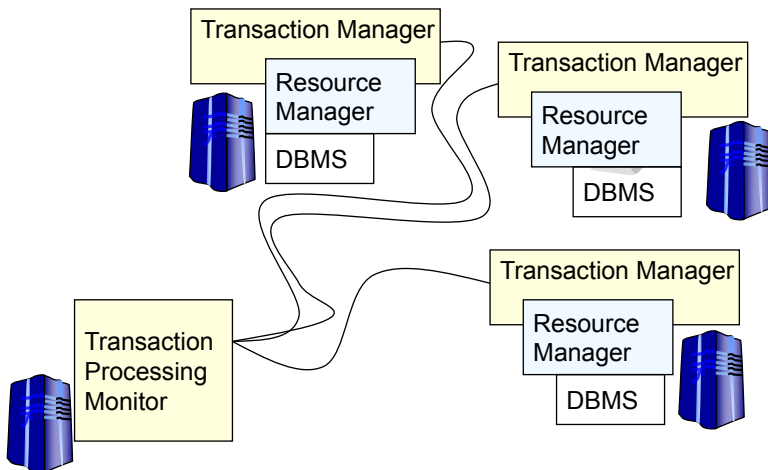 Transaction Manager
Resource
Manager
DBMS
Transaction Manager
Resource
Manager
DBMS
Transaction Manager
Resource
Manager
DBMS
Transaction
Processing
Monitor